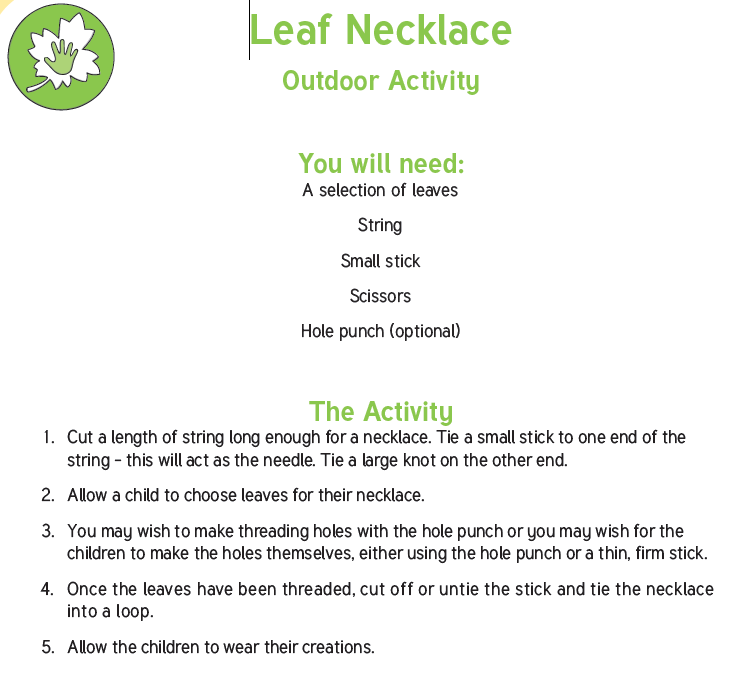 Leaf Necklace
Outdoor Activity
You will need:
A selection of leaves
String
Small stick
Scissors
Hole punch (optional)
The Activity
1. Cut a length of string long enough for a necklace. Tie a small stick to one end of the
string – this will act as the needle. Tie a large knot on the other end.
2. Allow a child to choose leaves for their necklace.
3. You may wish to make threading holes with the hole punch or you may wish for the
children to make the holes themselves, either using the hole punch or a thin, firm stick.
4. Once the leaves have been threaded, cut off or untie the stick and tie the necklace
into a loop.
5. Allow the children to wear their creations.